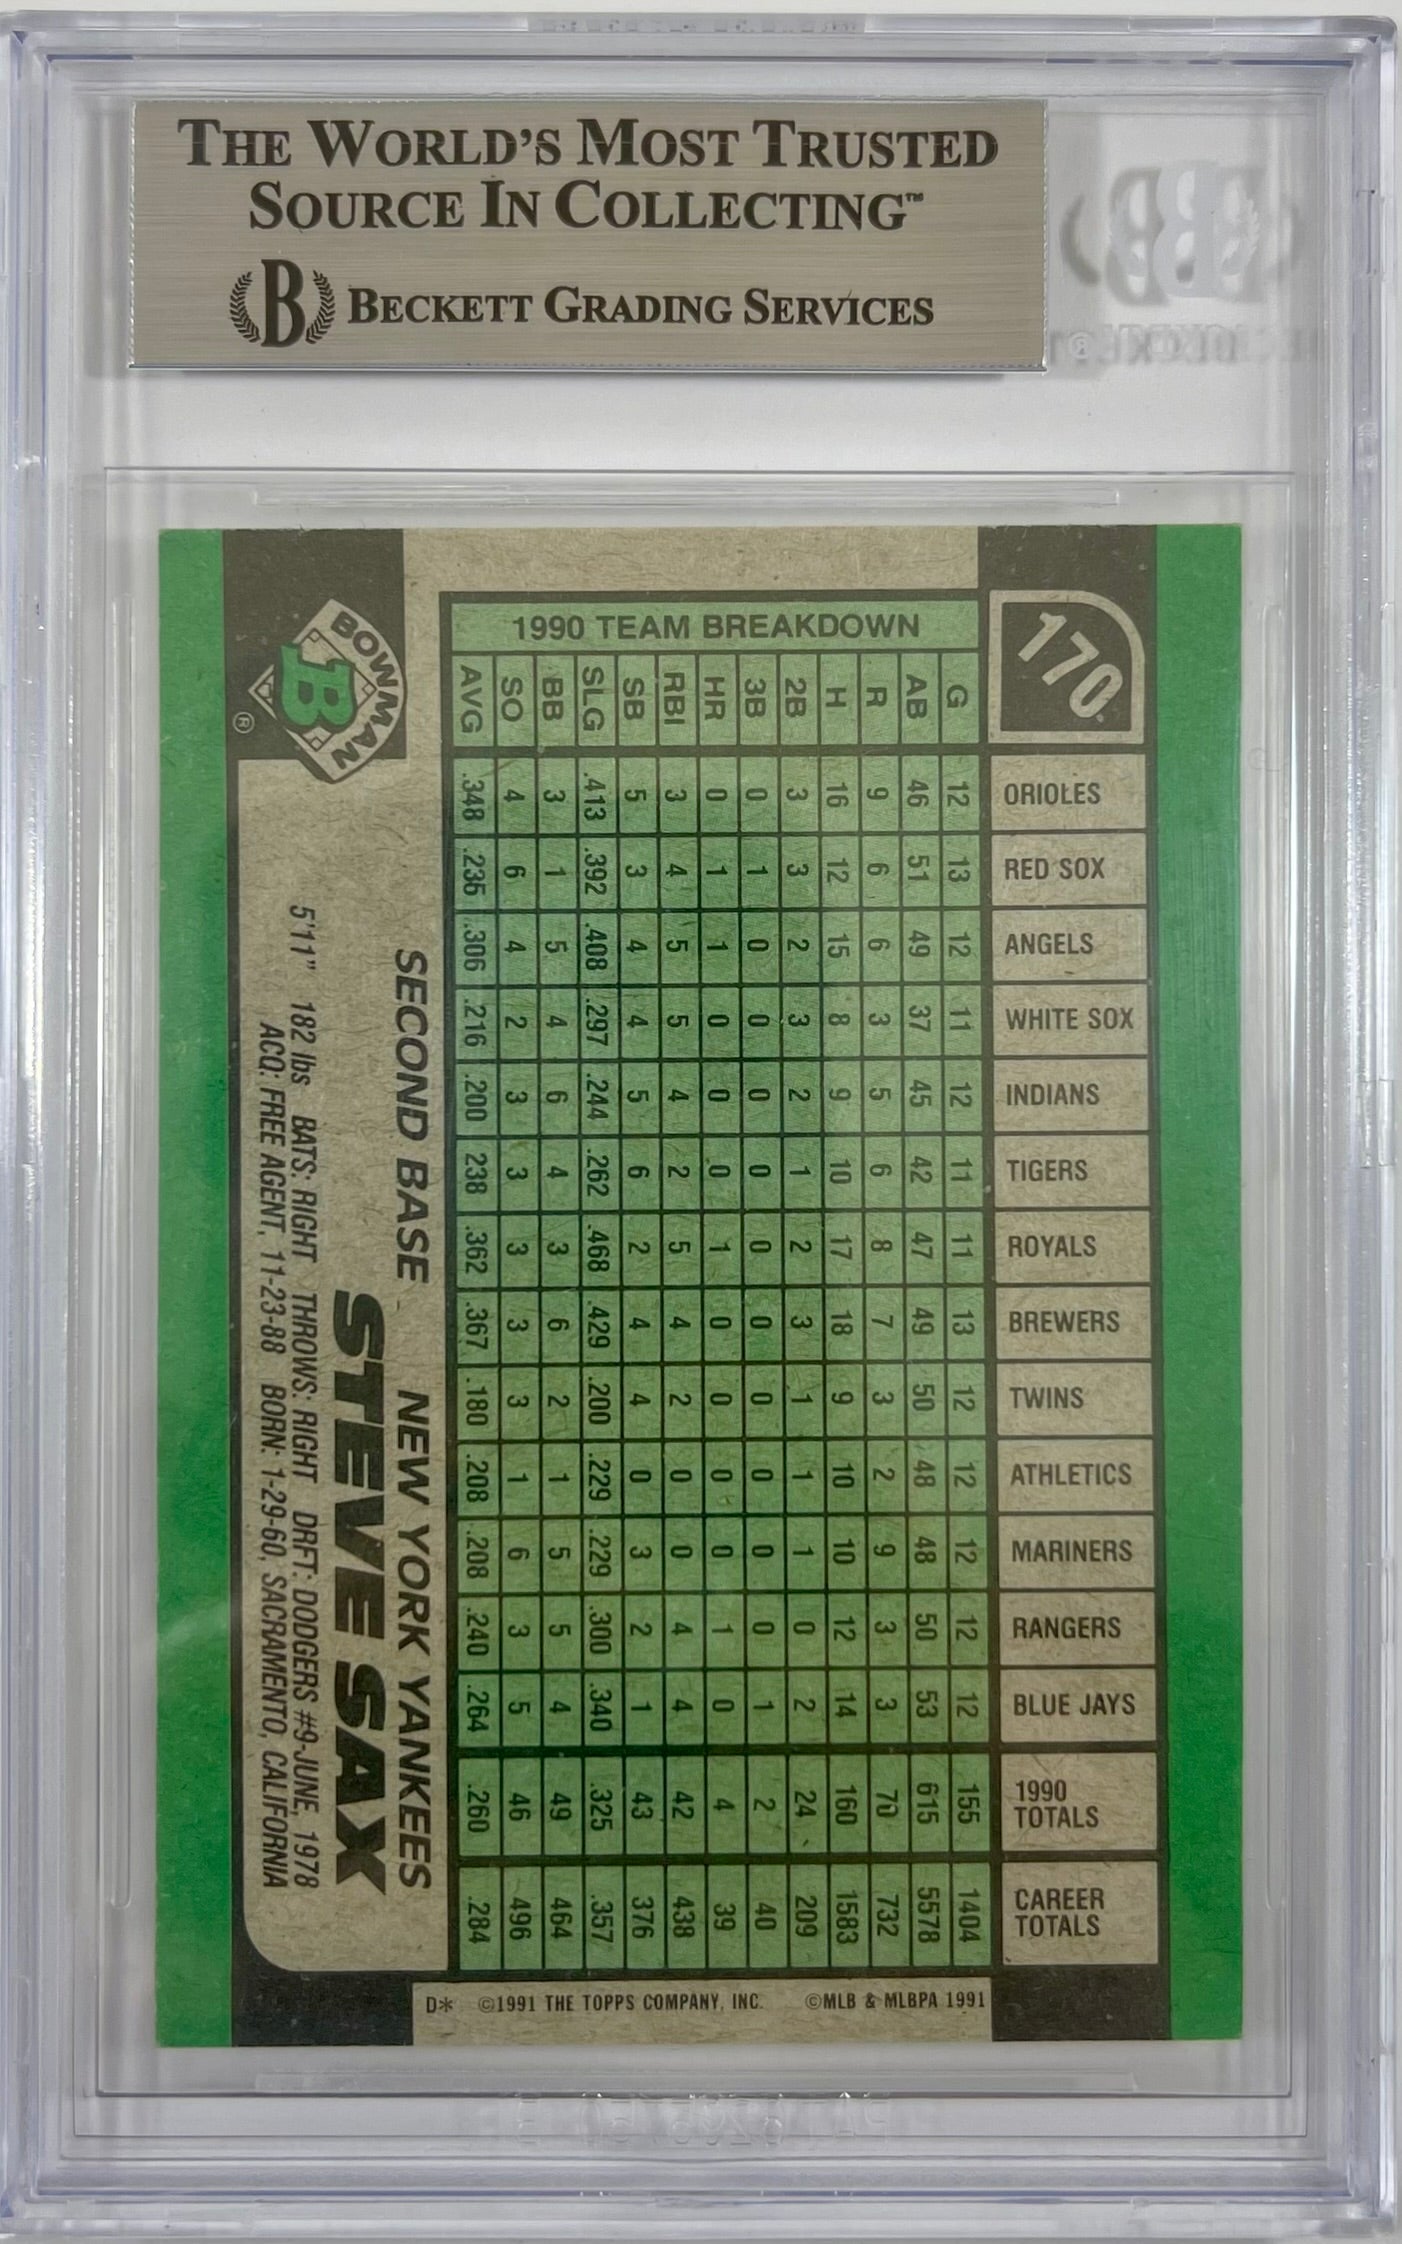 THE WORLD'S MOST TRUSTED
SOURCE IN COLLECTING™
B BECKETT GRADING SERVICES
170
BOWMAN
B
®
STEVE SAX
SECOND BASE NEW YORK YANKEES
5'11" 182 lbs BATS: RIGHT THROWS: RIGHT DRFT: DODGERS #9-JUNE, 1978
ACQ: FREE AGENT, 11-23-88 BORN: 1-29-60, SACRAMENTO, CALIFORNIA
1990 TEAM BREAKDOWN
G AB R H 2B 3B HR RBI SB SLG BB SO AVG
ORIOLES 12 46 9 16 3 0 0 3 5 .413 3 4 .348
RED SOX 13 51 6 12 3 1 1 4 3 .392 1 6 .235
ANGELS 12 49 6 15 2 0 1 5 4 .408 5 4 .306
WHITE SOX 11 37 3 8 3 0 0 5 4 .297 4 2 .216
INDIANS 12 45 5 9 2 0 0 4 5 .244 6 3 .200
TIGERS 11 42 6 10 1 0 0 2 6 .262 4 3 238
ROYALS 11 47 8 17 2 0 1 5 2 .468 3 3 .362
BREWERS 13 49 7 18 3 0 0 4 4 .429 6 3 .367
TWINS 12 50 3 9 1 0 0 2 4 .200 2 3 .180
ATHLETICS 12 48 2 10 1 0 0 0 0 .229 1 1 .208
MARINERS 12 48 9 10 1 0 0 0 3 .229 5 6 .208
RANGERS 12 50 3 12 0 0 1 4 2 .300 5 3 .240
BLUE JAYS 12 53 3 14 2 1 0 4 1 .340 4 5 .264
1990 TOTALS 155 615 70 160 24 2 4 42 43 .325 49 46 .260
CAREER TOTALS 1404 5578 732 1583 209 40 39 438 376 .357 464 496 .284
D* ©1991 THE TOPPS COMPANY, INC. ©MLB & MLBPA 1991